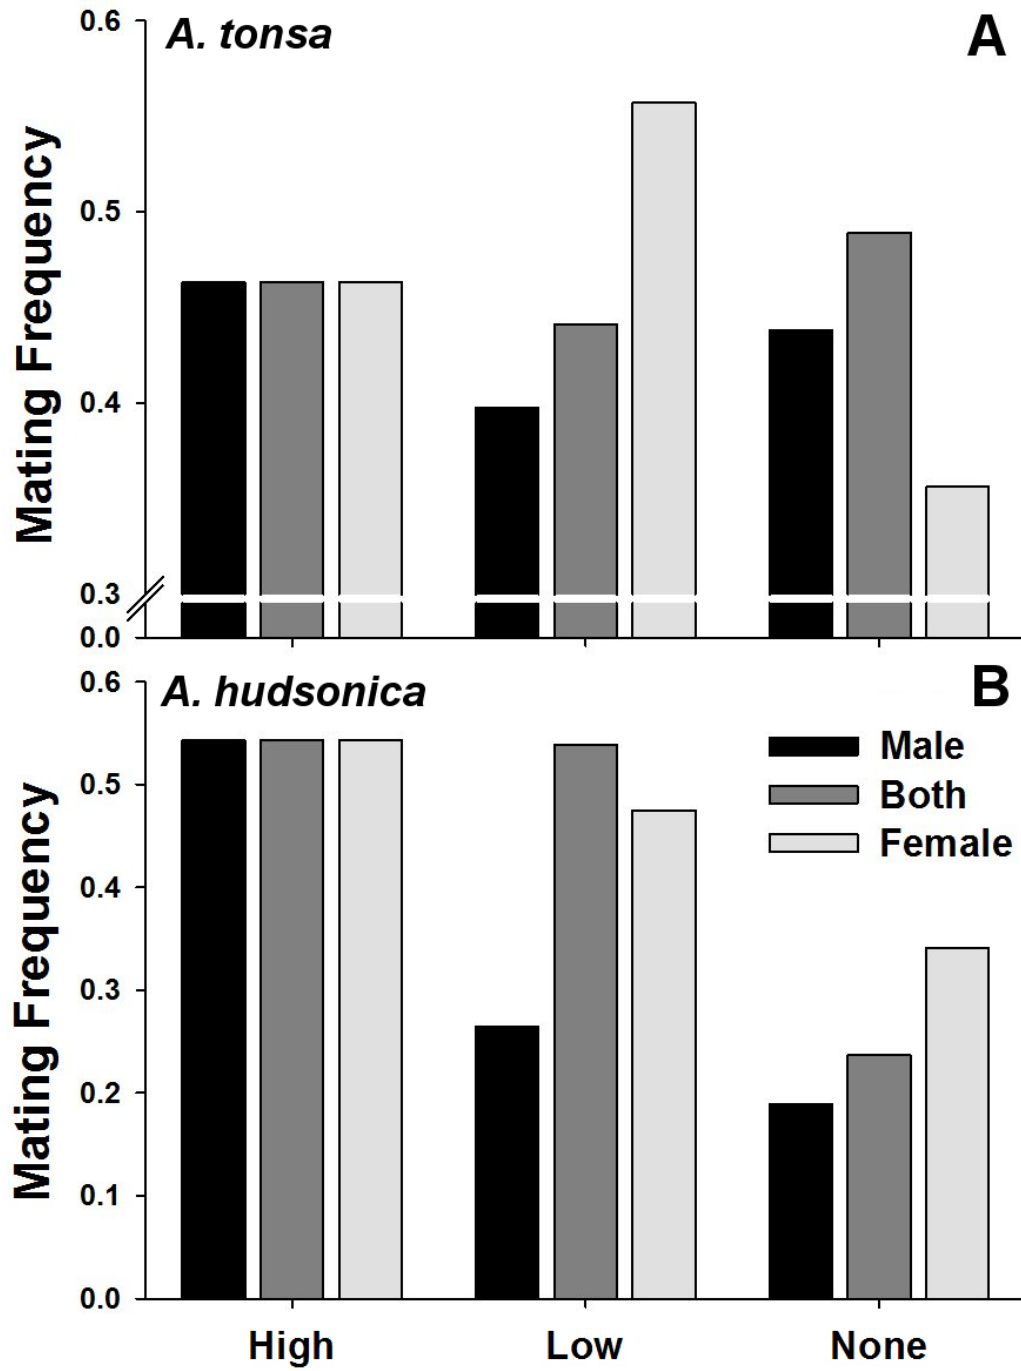 A. tonsa
A
Mating Frequency
0.6
0.5
0.4
0.3
0.0
A. hudsonica
B
Mating Frequency
0.6
0.5
0.4
0.3
0.2
0.1
0.0
Male
Both
Female
High Low None